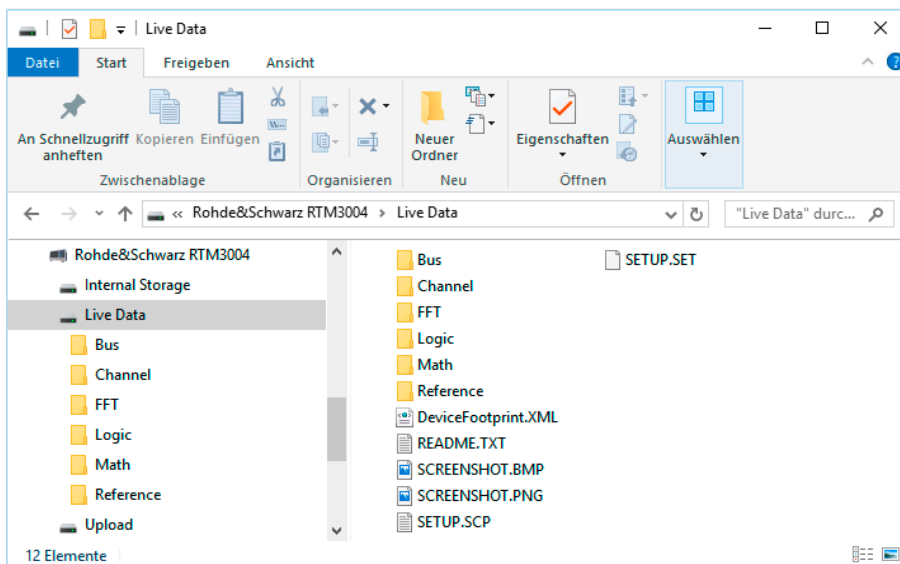 Live Data
Datei Start Freigeben Ansicht
An Schnellzugriff anheften Kopieren Einfügen
Neuer Ordner
Eigenschaften
Auswählen
Zwischenablage Organisieren Neu Öffnen
« Rohde&Schwarz RTM3004 > Live Data
"Live Data" durc...
Rohde&Schwarz RTM3004
Internal Storage
Live Data
Bus
Channel
FFT
Logic
Math
Reference
Upload
Bus
Channel
FFT
Logic
Math
Reference
DeviceFootprint.XML
README.TXT
SCREENSHOT.BMP
SCREENSHOT.PNG
SETUP.SCP
SETUP.SET
12 Elemente